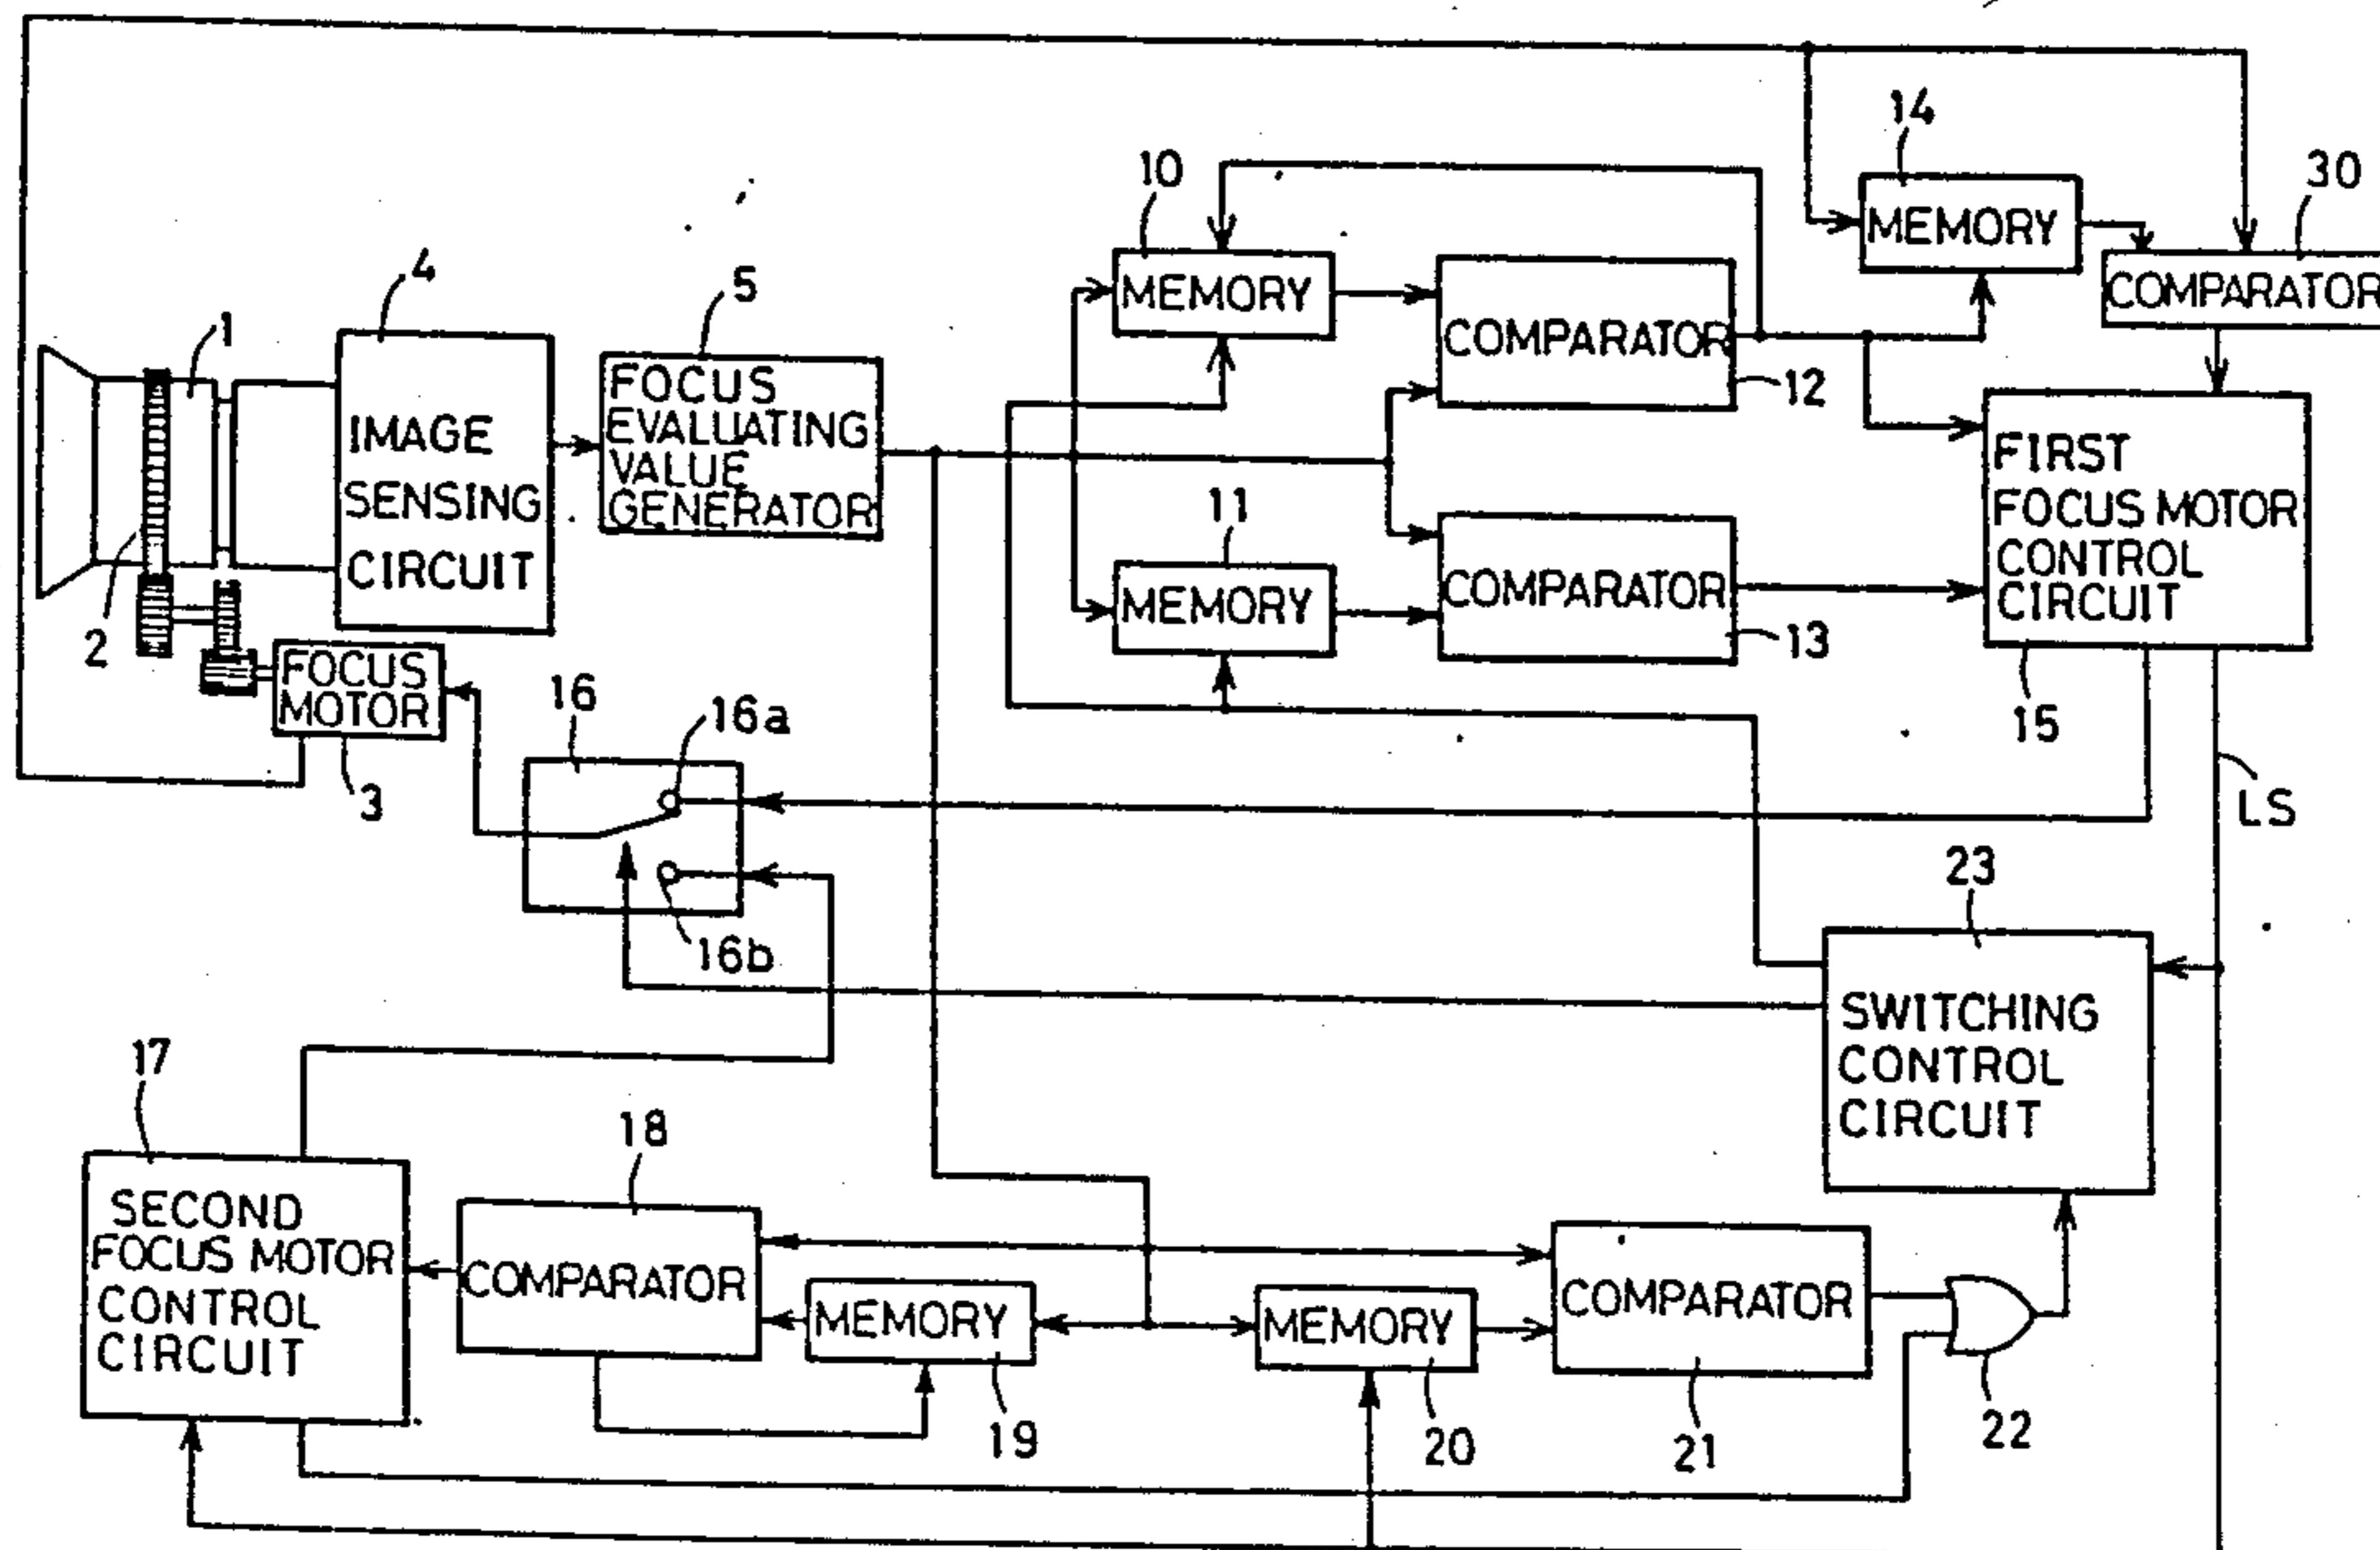 14
10
30
MEMORY
4
5
MEMORY
COMPARATOR
1
FOCUS
EVALUATING
VALUE
GENERATOR
COMPARATOR
12
IMAGE
SENSING
CIRCUIT
FIRST
FOCUS MOTOR
CONTROL
CIRCUIT
11
MEMORY
COMPARATOR
13
2
FOCUS
MOTOR
16
16a
15
3
LS
16b
23
SWITCHING
CONTROL
CIRCUIT
17
18
SECOND
FOCUS MOTOR
CONTROL
CIRCUIT
COMPARATOR
MEMORY
MEMORY
COMPARATOR
19
20
21
22